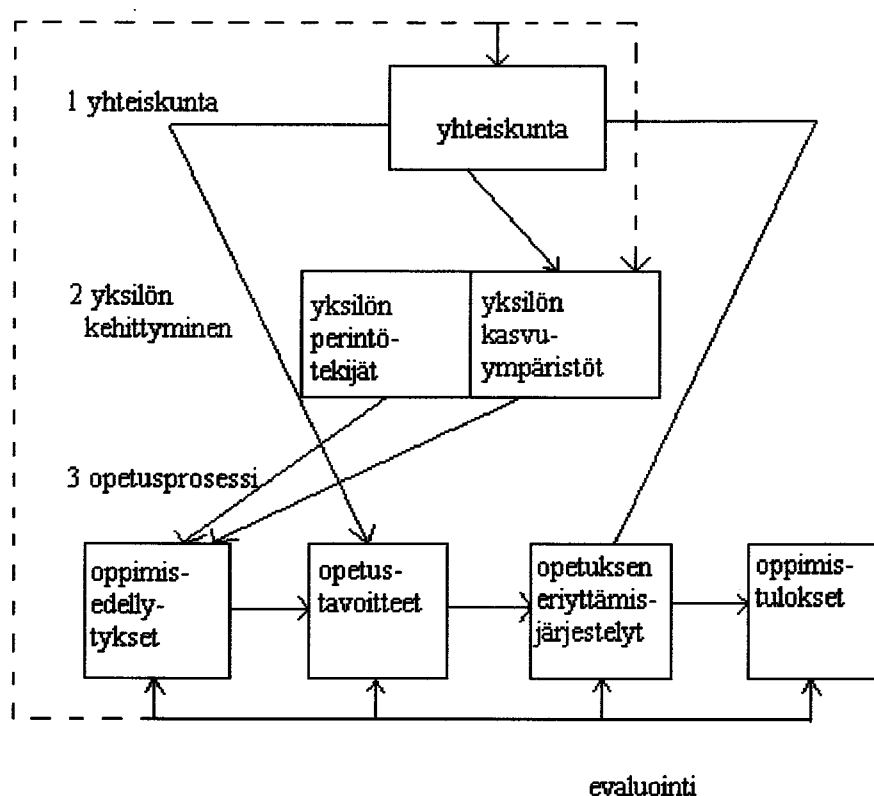 1 yhteiskunta
yhteiskunta
2 yksilön
kehittyminen
yksilön
perintö-
tekijät
yksilön
kasvu-
ympäristöt
3 opetusprosessi
oppimis-
edelly-
tykset
opetus-
tavoitteet
opetuksen
eriyttämis-
järjestelyt
oppimis-
tulokset
evaluointi